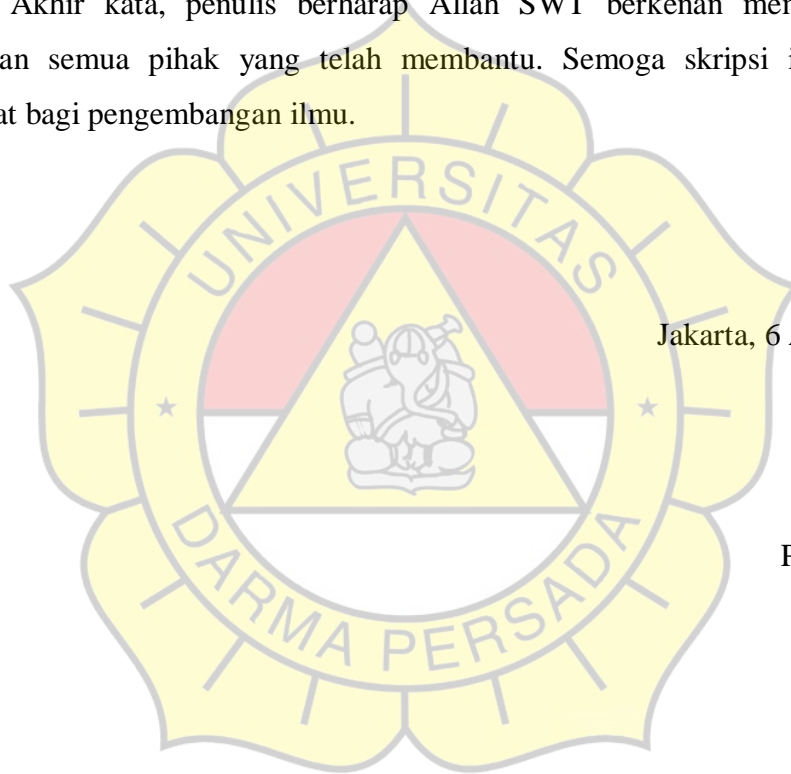 Akhir kata, penulis berharap Allah SWT berkenan
an semua pihak yang telah membantu. Semoga skripsi
at bagi pengembangan ilmu.
UNIVERSITAS
Jakarta, 6
DARMA PERSADA